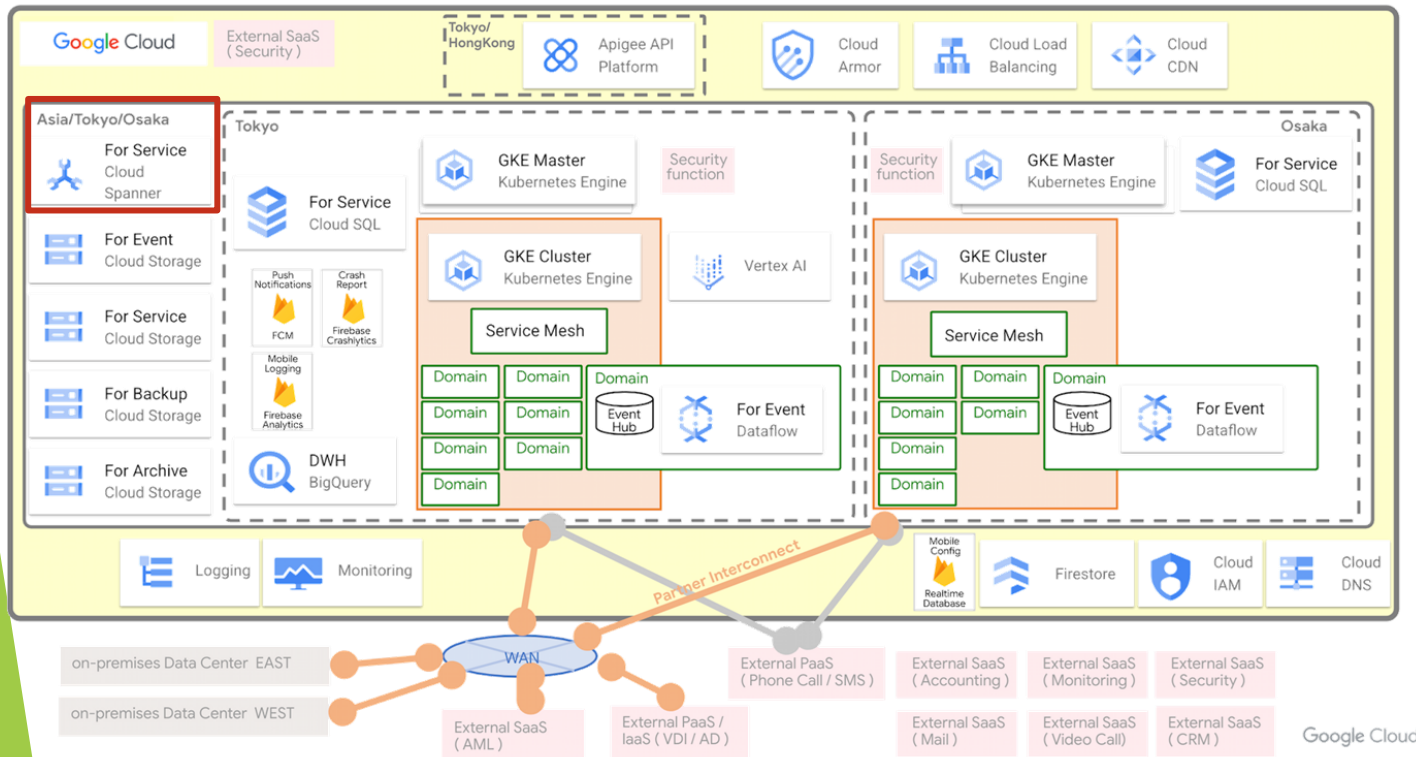 Google Cloud
External SaaS
( Security )
Tokyo/
HongKong
Apigee API
Platform
Cloud
Armor
Cloud Load
Balancing
Cloud
CDN
Asia/Tokyo/Osaka
For Service
Cloud
Spanner
For Event
Cloud Storage
For Service
Cloud Storage
For Backup
Cloud Storage
For Archive
Cloud Storage
Tokyo
For Service
Cloud SQL
GKE Master
Kubernetes Engine
Security
function
Push
Notifications
FCM
Crash
Report
Firebase
Crashlytics
Mobile
Logging
Firebase
Analytics
DWH
BigQuery
GKE Cluster
Kubernetes Engine
Vertex AI
Service Mesh
Domain
Domain
Domain
Domain
Domain
Domain
Domain
Domain
Event
Hub
For Event
Dataflow
Osaka
Security
function
GKE Master
Kubernetes Engine
For Service
Cloud SQL
GKE Cluster
Kubernetes Engine
Service Mesh
Domain
Domain
Domain
Domain
Domain
Domain
Domain
Event
Hub
For Event
Dataflow
Logging
Monitoring
Partner Interconnect
Mobile
Config
Realtime
Database
Firestore
Cloud
IAM
Cloud
DNS
on-premises Data Center EAST
on-premises Data Center WEST
WAN
External SaaS
( AML )
External PaaS /
IaaS ( VDI / AD )
External PaaS
( Phone Call / SMS )
External SaaS
( Accounting )
External SaaS
( Monitoring )
External SaaS
( Security )
External SaaS
( Mail )
External SaaS
( Video Call)
External SaaS
( CRM )
Google Cloud